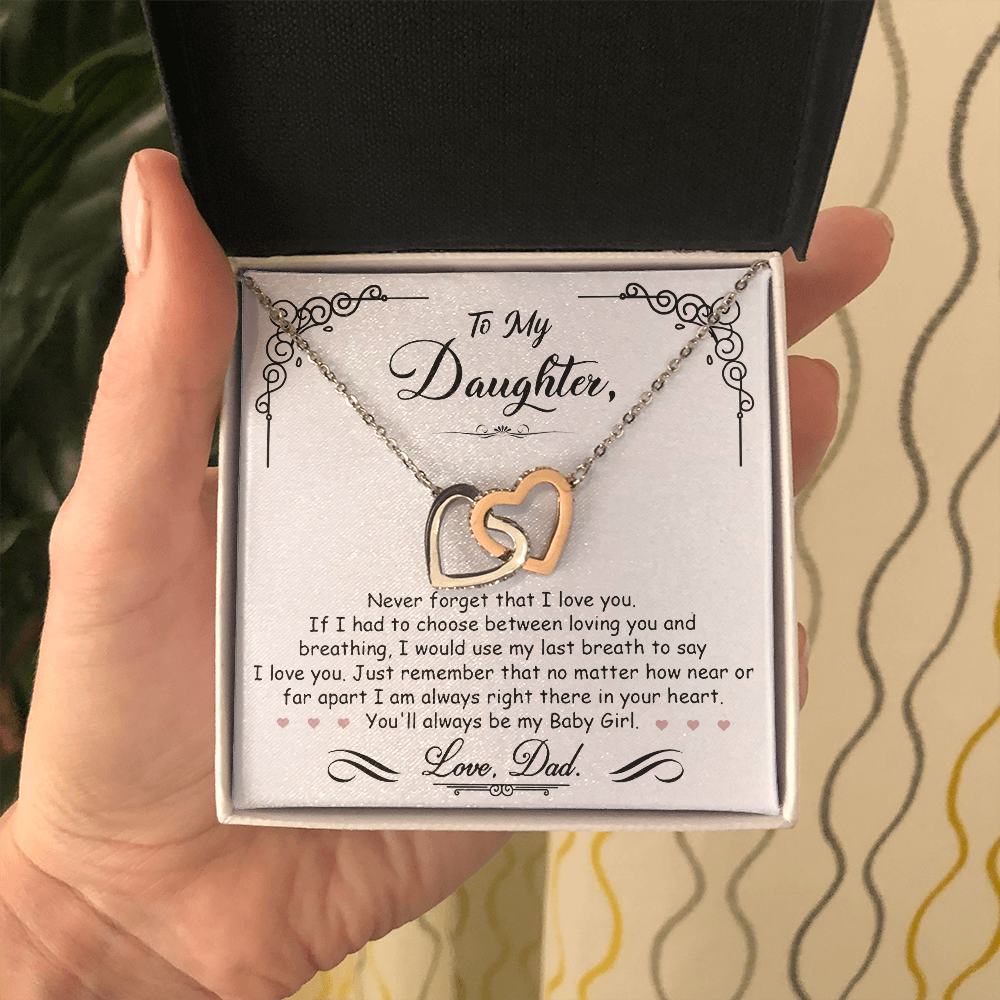 To My
Daughter,
Never forget that I love you.
If I had to choose between loving you and
breathing, I would use my last breath to say
I love you. Just remember that no matter how near or
far apart I am always right there in your heart.
You'll always be my Baby Girl.
Love, Dad.